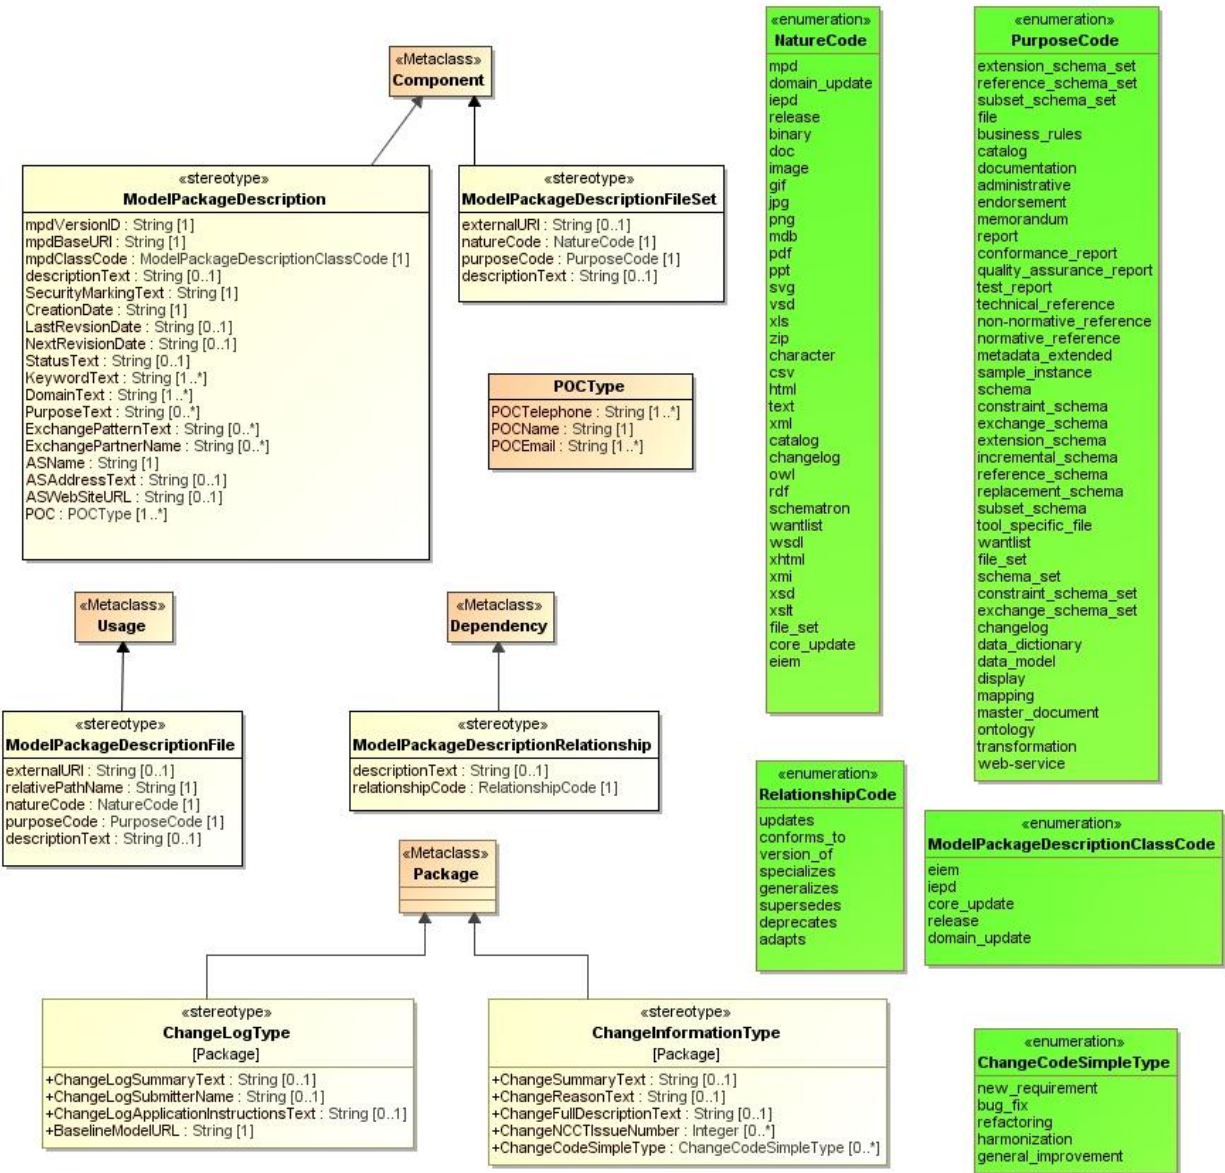 «Metaclass»
Component
«stereotype»
ModelPackageDescription
mpdVersionID : String [1]
mpdBaseURI : String [1]
mpdClassCode : ModelPackageDescriptionClassCode [1]
descriptionText : String [0..1]
SecurityMarkingText : String [1]
CreationDate : String [1]
LastRevsionDate : String [0..1]
NextRevisionDate : String [0..1]
StatusText : String [0..1]
KeywordText : String [1..*]
DomainText : String [1..*]
PurposeText : String [0..*]
ExchangePatternText : String [0..*]
ExchangePartnerName : String [0..*]
ASName : String [1]
ASAddressText : String [0..1]
ASWebSiteURL : String [0..1]
POC : POCType [1..*]
«stereotype»
ModelPackageDescriptionFileSet
externalURI : String [0..1]
natureCode : NatureCode [1]
purposeCode : PurposeCode [1]
descriptionText : String [0..1]
POCType
POCTelephone : String [1..*]
POCName : String [1]
POCEmail : String [1..*]
«Metaclass»
Usage
«stereotype»
ModelPackageDescriptionFile
externalURI : String [0..1]
relativePathName : String [1]
natureCode : NatureCode [1]
purposeCode : PurposeCode [1]
descriptionText : String [0..1]
«Metaclass»
Dependency
«stereotype»
ModelPackageDescriptionRelationship
descriptionText : String [0..1]
relationshipCode : RelationshipCode [1]
«Metaclass»
Package
«stereotype»
ChangeLogType
[Package]
+ChangeLogSummaryText : String [0..1]
+ChangeLogSubmitterName : String [0..1]
+ChangeLogApplicationInstructionsText : String [0..1]
+BaselineModelURL : String [1]
«stereotype»
ChangeInformationType
[Package]
+ChangeSummaryText : String [0..1]
+ChangeReasonText : String [0..1]
+ChangeFullDescriptionText : String [0..1]
+ChangeNCCTIssueNumber : Integer [0..*]
+ChangeCodeSimpleType : ChangeCodeSimpleType [0..*]
«enumeration»
NatureCode
mpd
domain_update
iepd
release
binary
doc
image
gif
jpg
png
mdb
pdf
ppt
svg
vsd
xls
zip
character
csv
html
text
xml
catalog
changelog
owl
rdf
schematron
wantlist
wsdl
xhtml
xmi
xsd
xslt
file_set
core_update
eiem
«enumeration»
PurposeCode
extension_schema_set
reference_schema_set
subset_schema_set
file
business_rules
catalog
documentation
administrative
endorsement
memorandum
report
conformance_report
quality_assurance_report
test_report
technical_reference
non-normative_reference
normative_reference
metadata_extended
sample_instance
schema
constraint_schema
exchange_schema
extension_schema
incremental_schema
reference_schema
replacement_schema
subset_schema
tool_specific_file
wantlist
file_set
schema_set
constraint_schema_set
exchange_schema_set
changelog
data_dictionary
data_model
display
mapping
master_document
ontology
transformation
web-service
«enumeration»
RelationshipCode
updates
conforms_to
version_of
specializes
generalizes
supersedes
deprecates
adapts
«enumeration»
ModelPackageDescriptionClassCode
eiem
iepd
core_update
release
domain_update
«enumeration»
ChangeCodeSimpleType
new_requirement
bug_fix
refactoring
harmonization
general_improvement